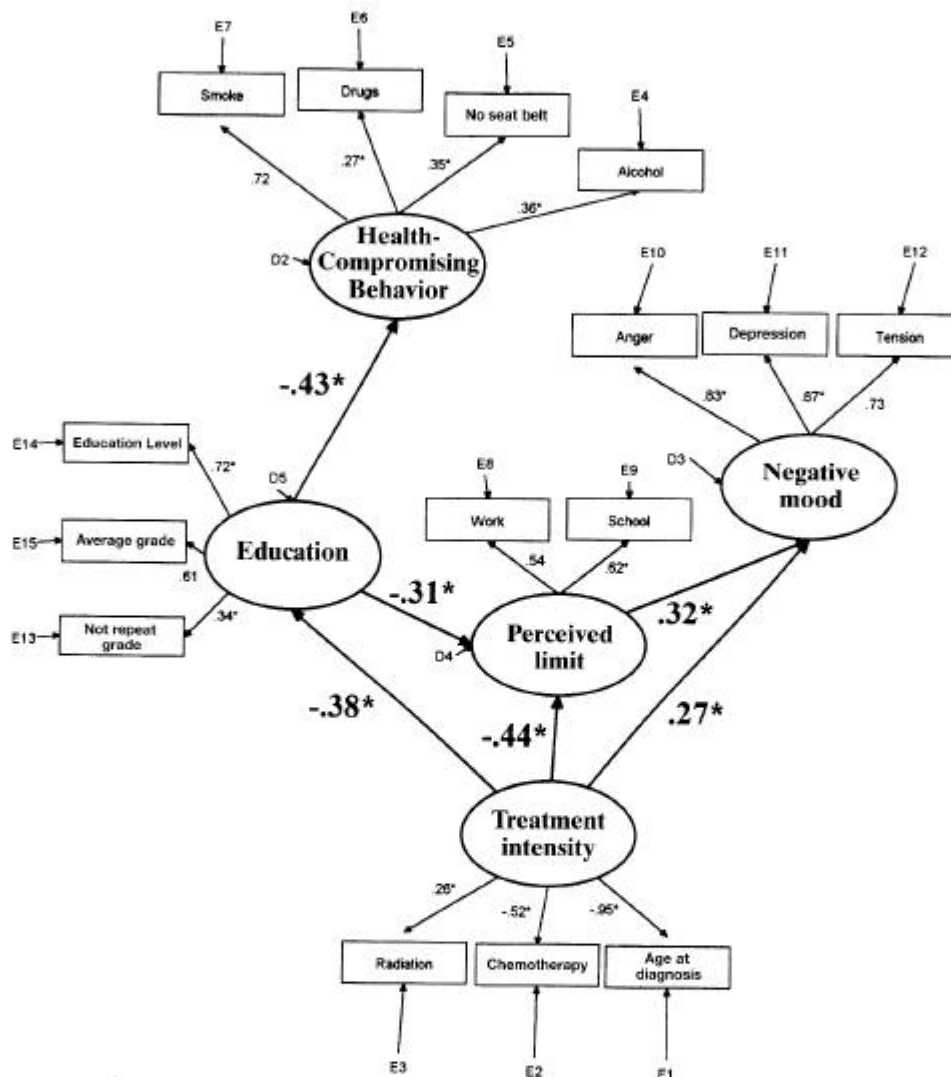 E7
E6
E5
Smoke
Drugs
No seat belt
E4
Alcohol
.72
.27*
.35*
.36*
Health-
Compromising
Behavior
D2
E10
E11
E12
Anger
Depression
Tension
-.43*
.83*
.87*
.73
E14
Education Level
.72*
D5
E8
E9
D3
Negative
mood
Work
School
E15
Average grade
Education
.61
.54
.62*
-.31*
.32*
E13
Not repeat
grade
.34*
D4
Perceived
limit
-.38*
-.44*
.27*
Treatment
intensity
.26*
-.52*
-.95*
Radiation
Chemotherapy
Age at
diagnosis
E3
E2
E1